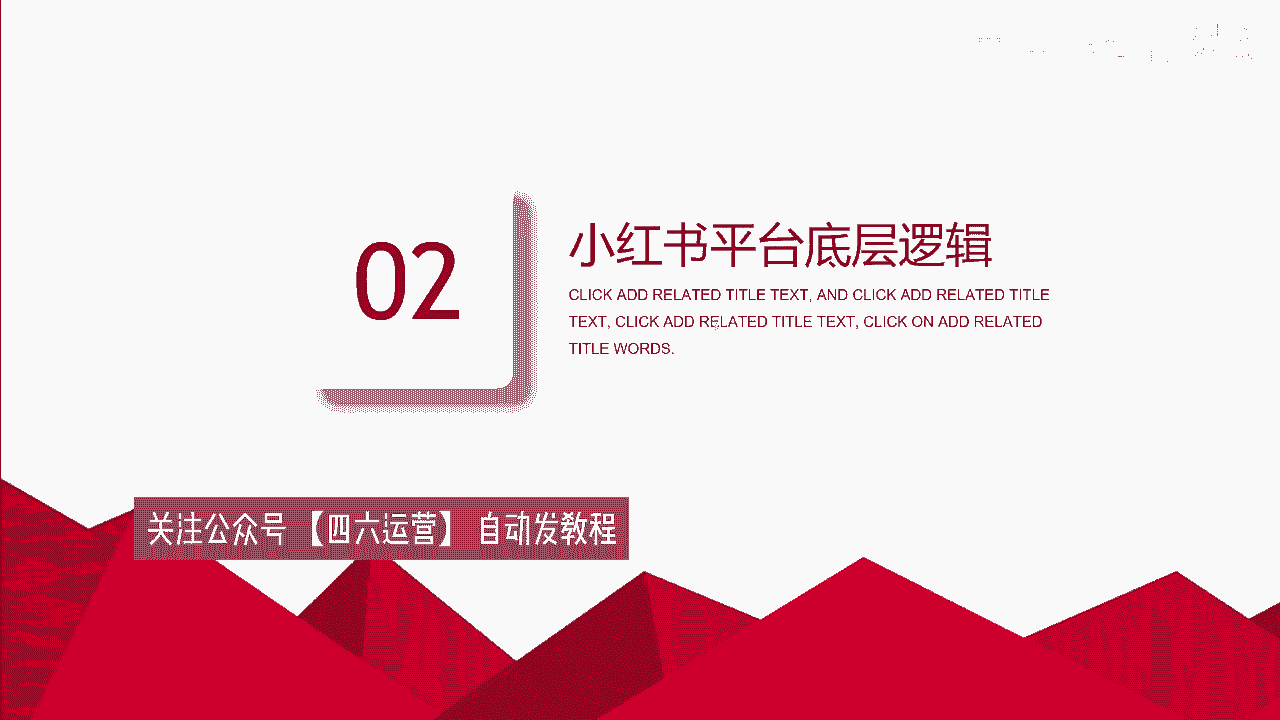 02
小红书平台底层逻辑
CLICK ADD RELATED TITLE TEXT, AND CLICK ADD RELATED TITLE
TEXT, CLICK ADD RELATED TITLE TEXT, CLICK ON ADD RELATED
TITLE WORDS.
关注公众号 【四六运营】 自动发教程